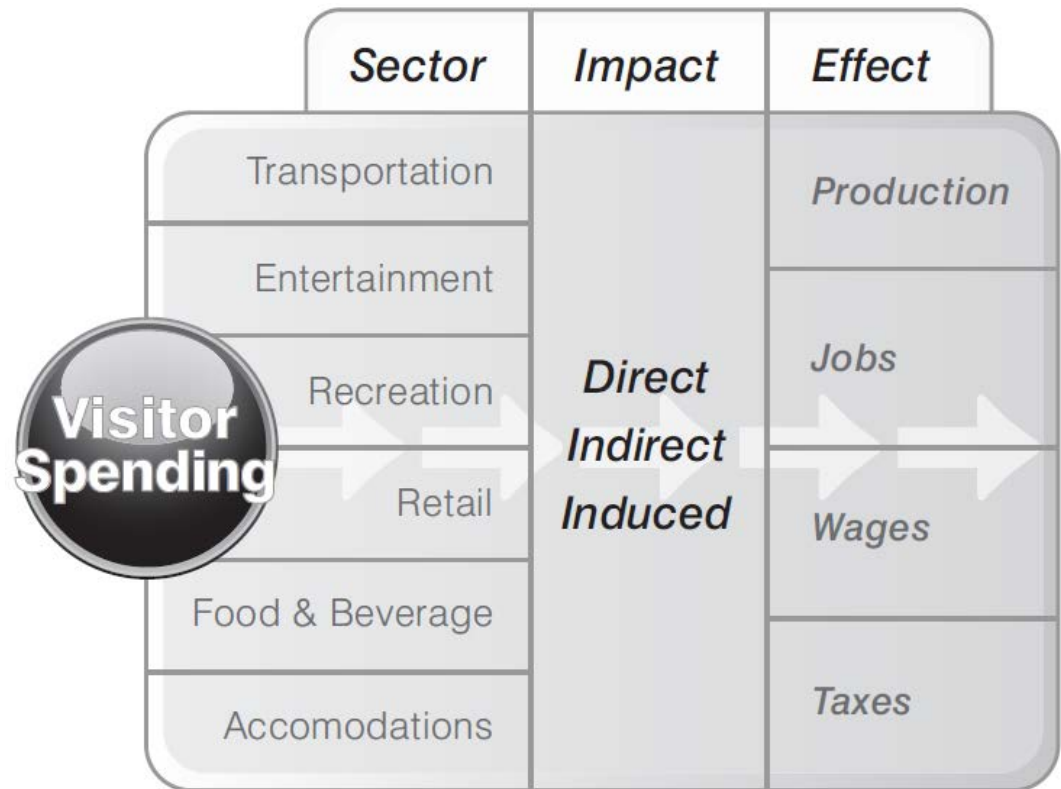 Sector Impact Effect
Transportation
Entertainment
Recreation
Retail
Food & Beverage
Accomodations
Visitor
Spending
Direct
Indirect
Induced
Production
Jobs
Wages
Taxes